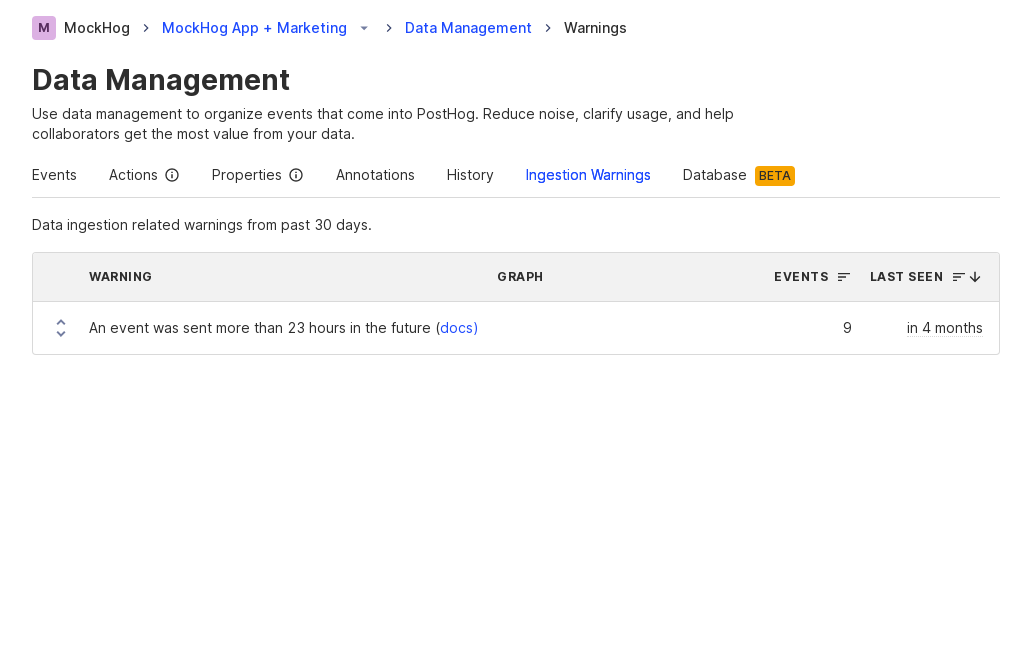 M MockHog > MockHog App + Marketing > Data Management > Warnings
Data Management
Use data management to organize events that come into PostHog. Reduce noise, clarify usage, and help
collaborators get the most value from your data.
Events Actions Properties Annotations History Ingestion Warnings Database BETA
Data ingestion related warnings from past 30 days.
WARNING GRAPH EVENTS LAST SEEN
An event was sent more than 23 hours in the future (docs) 9 in 4 months